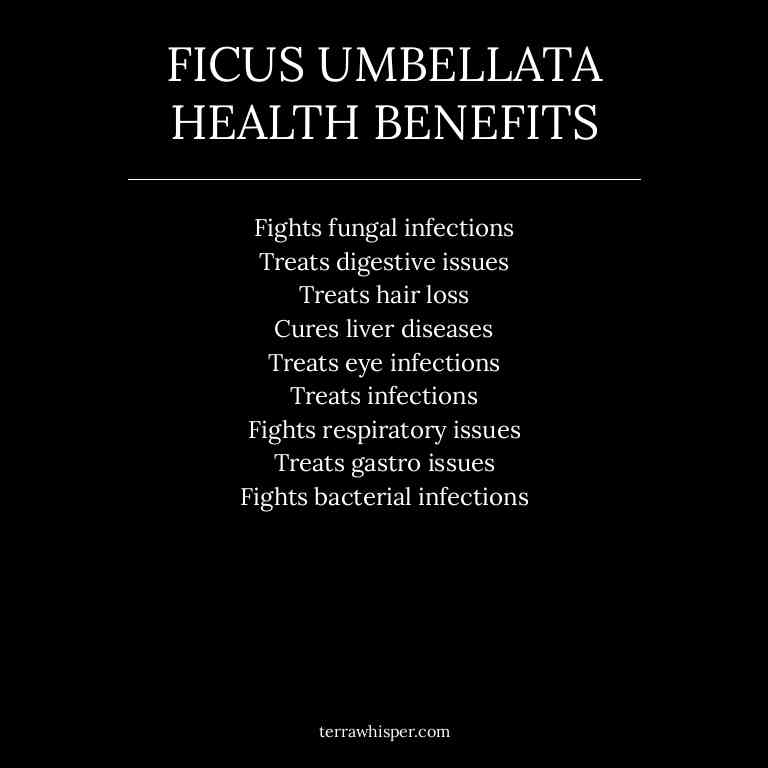 FICUS UMBELLATA
HEALTH BENEFITS
Fights fungal infections
Treats digestive issues
Treats hair loss
Cures liver diseases
Treats eye infections
Treats infections
Fights respiratory issues
Treats gastro issues
Fights bacterial infections
terrawhisper.com